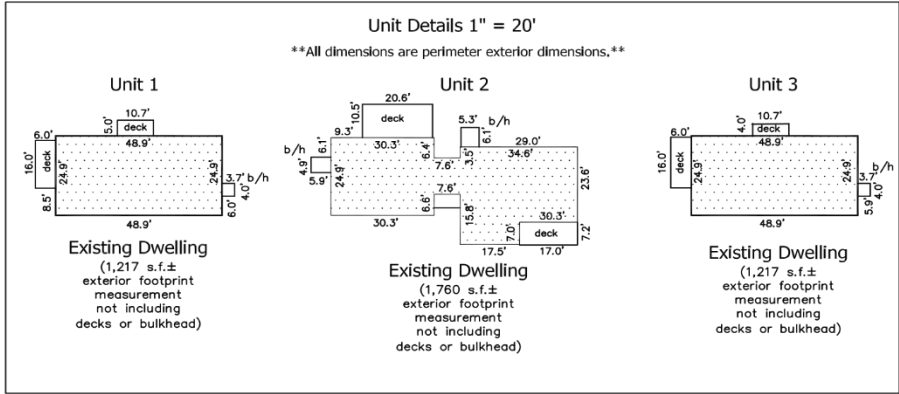 Unit Details 1" = 20'
**All dimensions are perimeter exterior dimensions.**
Unit 1
10.7'
5.0'
deck
6.0'
48.9'
16.0'
deck
24.9'
24.9'
3.7'
b/h
4.0'
8.5'
6.0'
48.9'
Existing Dwelling
(1,217 s.f.±
exterior footprint
measurement
not including
decks or bulkhead)
Unit 2
20.6'
10.5'
deck
5.3'
b/h
6.1'
9.3'
6.1'
30.3'
6.4'
7.6'
3.5'
29.0'
34.6'
b/h
4.9'
5.9'
24.9'
23.6'
7.6'
6.6'
15.8'
30.3'
30.3'
deck
7.0'
7.2'
17.5'
17.0'
Existing Dwelling
(1,760 s.f.±
exterior footprint
measurement
not including
decks or bulkhead)
Unit 3
10.7'
4.0'
deck
6.0'
48.9'
16.0'
deck
24.9'
24.9'
b/h
3.7'
4.0'
5.9'
48.9'
Existing Dwelling
(1,217 s.f.±
exterior footprint
measurement
not including
decks or bulkhead)